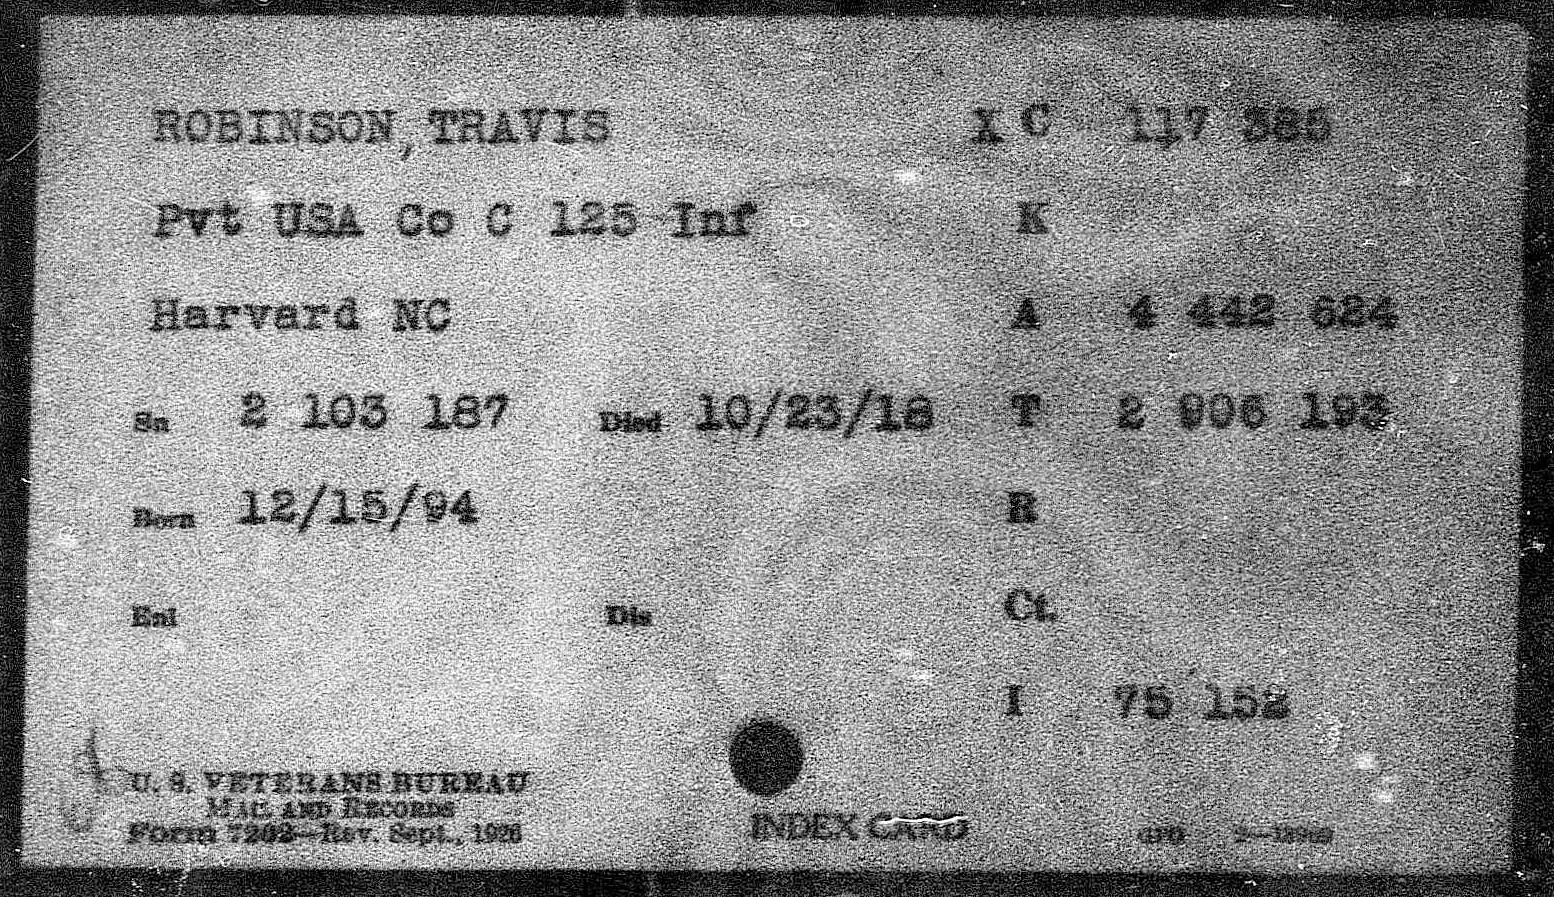 ROBINSON, TRAVIS X C 117 385
Pvt USA Co C 125 Inf K
Harvard NC A 4 442 624
Sn 2 103 187 Died 10/23/18 T 2 906 193
Born 12/15/94 R
Enl Dis Ct.
I 75 152
U. S. VETERANS BUREAU
MAIL AND RECORDS
Form 7202—Rev. Sept., 1926
INDEX CARD GPO